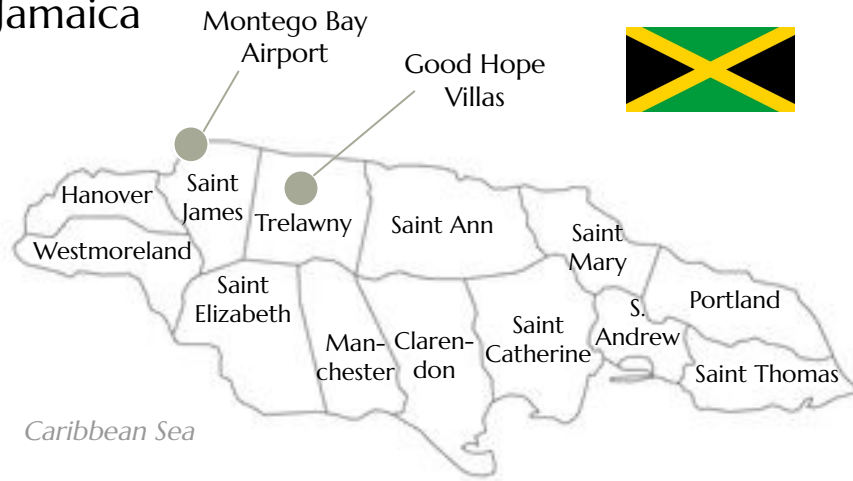 Jamaica
Montego Bay
Airport
Good Hope
Villas
Hanover
Saint
James
Trelawny
Saint Ann
Saint
Mary
Westmoreland
Saint
Elizabeth
Man-
chester
Claren-
don
Saint
Catherine
S.
Andrew
Portland
Saint Thomas
Caribbean Sea